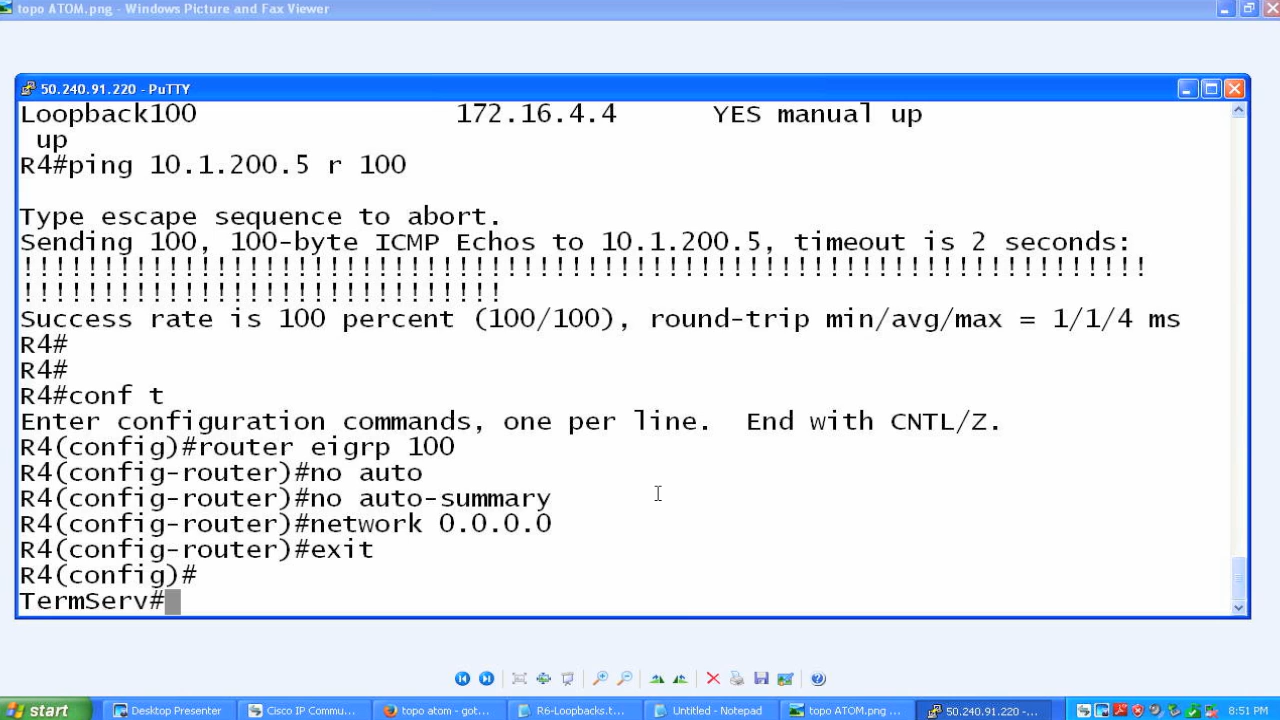 topo ATOM.png - Windows Picture and Fax Viewer
50.240.91.220 - PuTTY
Loopback100 172.16.4.4 YES manual up
up
R4#ping 10.1.200.5 r 100
Type escape sequence to abort.
Sending 100, 100-byte ICMP Echos to 10.1.200.5, timeout is 2 seconds:
!!!!!!!!!!!!!!!!!!!!!!!!!!!!!!!!!!!!!!!!!!!!!!!!!!!!!!!!!!!!!!!!!!!!!!
!!!!!!!!!!!!!!!!!!!!!!!!!!!!!!
Success rate is 100 percent (100/100), round-trip min/avg/max = 1/1/4 ms
R4#
R4#
R4#conf t
Enter configuration commands, one per line.  End with CNTL/Z.
R4(config)#router eigrp 100
R4(config-router)#no auto
R4(config-router)#no auto-summary
R4(config-router)#network 0.0.0.0
R4(config-router)#exit
R4(config)#
TermServ#
start Desktop Presenter Cisco IP Commu... topo atom - got... R6-Loopbacks.t... Untitled - Notepad topo ATOM.png ... 50.240.91.220 -... 8:51 PM